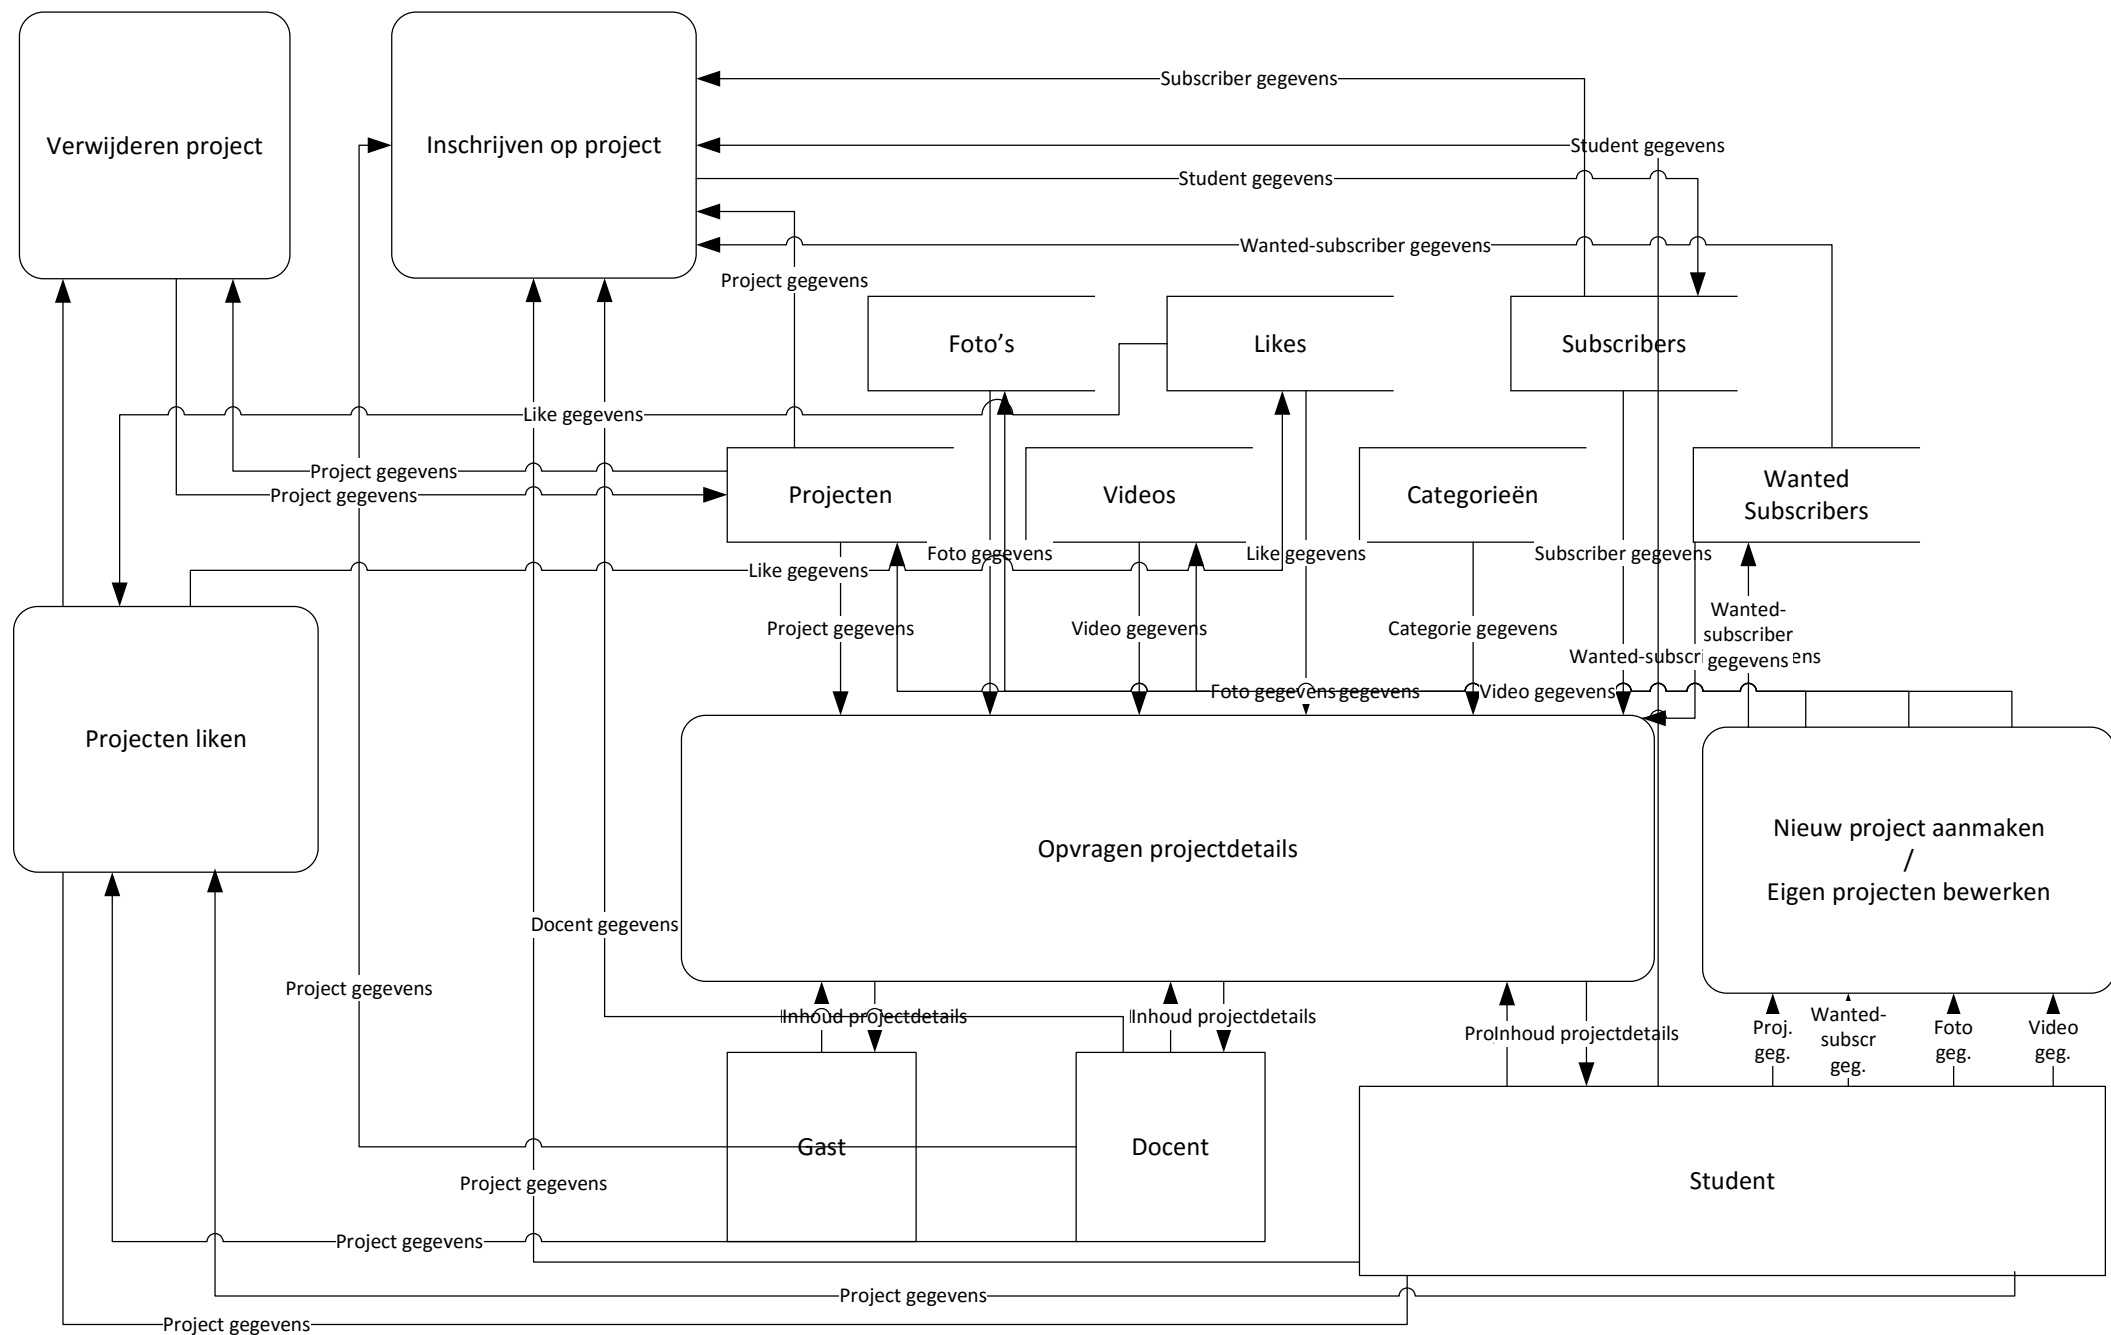 Subscriber gegevens
Verwijderen project
Inschrijven op project
Student gegevens
Student gegevens
Wanted-subscriber gegevens
Project gegevens
Foto’s
Likes
Subscribers
Like gegevens
Project gegevens
Project gegevens
Projecten
Videos
Categorieën
Wanted
Subscribers
Foto gegevens
Like gegevens
Subscriber gegevens
Like gegevens
Wanted-
subscriber
gegevens
Project gegevens
Video gegevens
Categorie gegevens
Foto gegevens
gegevens
Video gegevens
Projecten liken
Opvragen projectdetails
Nieuw project aanmaken
/
Eigen projecten bewerken
Docent gegevens
Project gegevens
Inhoud projectdetails
Inhoud projectdetails
Inhoud projectdetails
Proj.
geg.
Wanted-
subscr
geg.
Foto
geg.
Video
geg.
Gast
Docent
Student
Project gegevens
Project gegevens
Project gegevens
Project gegevens